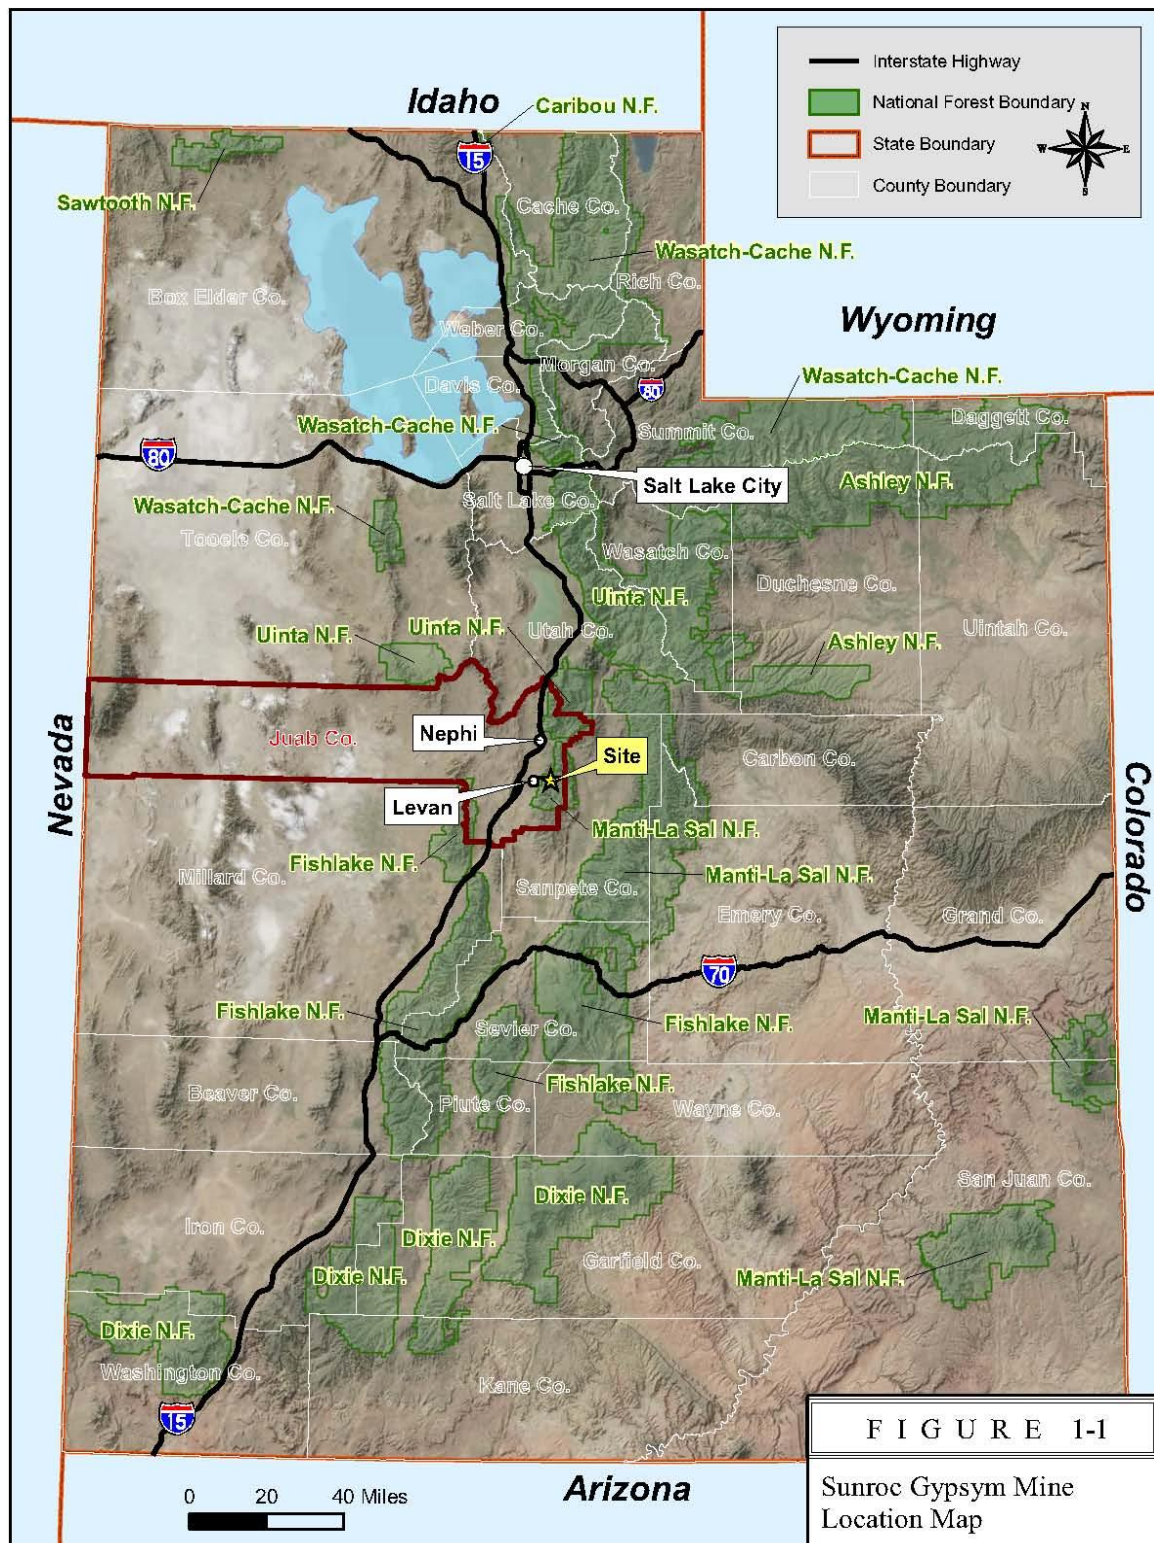 Interstate Highway
National Forest Boundary
State Boundary
County Boundary
N
W
E
S
Idaho
Caribou N.F.
15
Sawtooth N.F.
Cache Co.
Wasatch-Cache N.F.
Rich Co.
Box Elder Co.
Weber Co.
Wyoming
Morgan Co.
Davis Co.
80
Wasatch-Cache N.F.
Wasatch-Cache N.F.
Daggett Co.
Summit Co.
80
Salt Lake City
Ashley N.F.
Wasatch-Cache N.F.
Salt Lake Co.
Tooele Co.
Wasatch Co.
Duchesne Co.
Uinta N.F.
Uinta N.F.
Uinta N.F.
Utah Co.
Uintah Co.
Ashley N.F.
Nevada
Juab Co.
Nephi
Site
Carbon Co.
Colorado
Levan
Manti-La Sal N.F.
Fishlake N.F.
Millard Co.
Sanpete Co.
Manti-La Sal N.F.
Emery Co.
Grand Co.
70
Fishlake N.F.
Sevier Co.
Fishlake N.F.
Manti-La Sal N.F.
Beaver Co.
Fishlake N.F.
Piute Co.
Wayne Co.
San Juan Co.
Iron Co.
Dixie N.F.
Dixie N.F.
Dixie N.F.
Garfield Co.
Manti-La Sal N.F.
Dixie N.F.
Washington Co.
Kane Co.
15
Arizona
0 20 40 Miles
FIGURE 1-1
Sunroc Gypsym Mine
Location Map